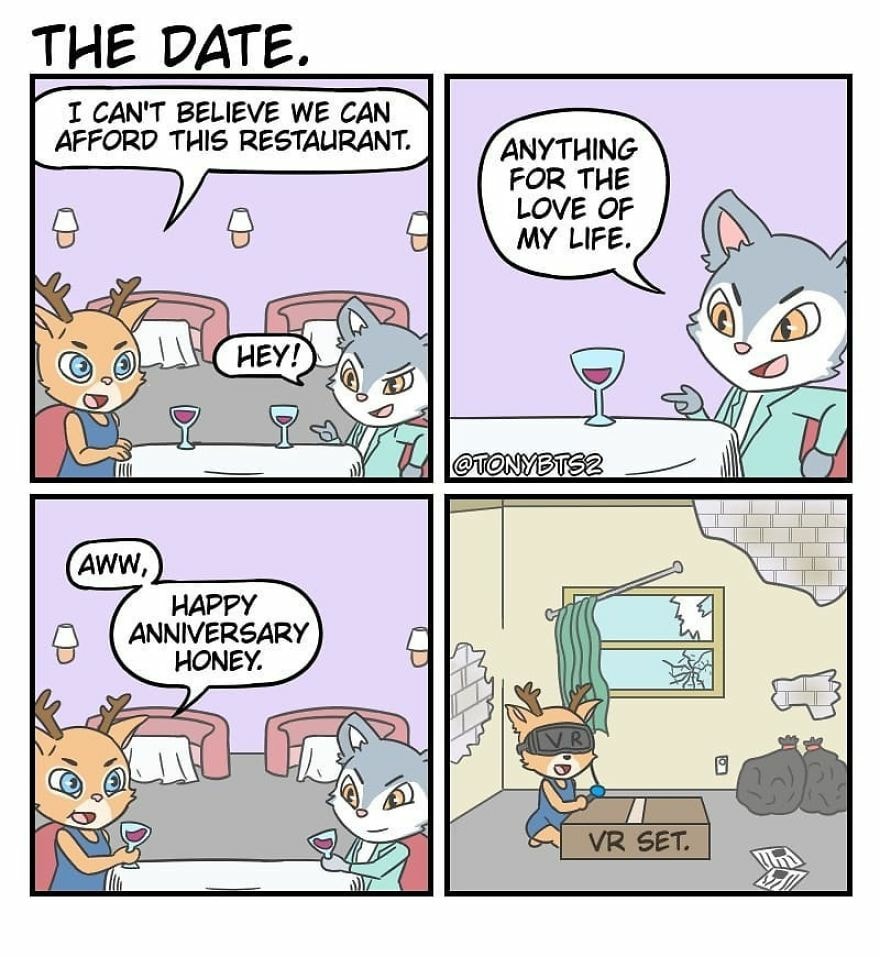 THE DATE.
I CAN'T BELIEVE WE CAN
AFFORD THIS RESTAURANT.
HEY!
ANYTHING
FOR THE
LOVE OF
MY LIFE.
@TONYBTS2
AWW,
HAPPY
ANNIVERSARY
HONEY.
VR
VR SET.